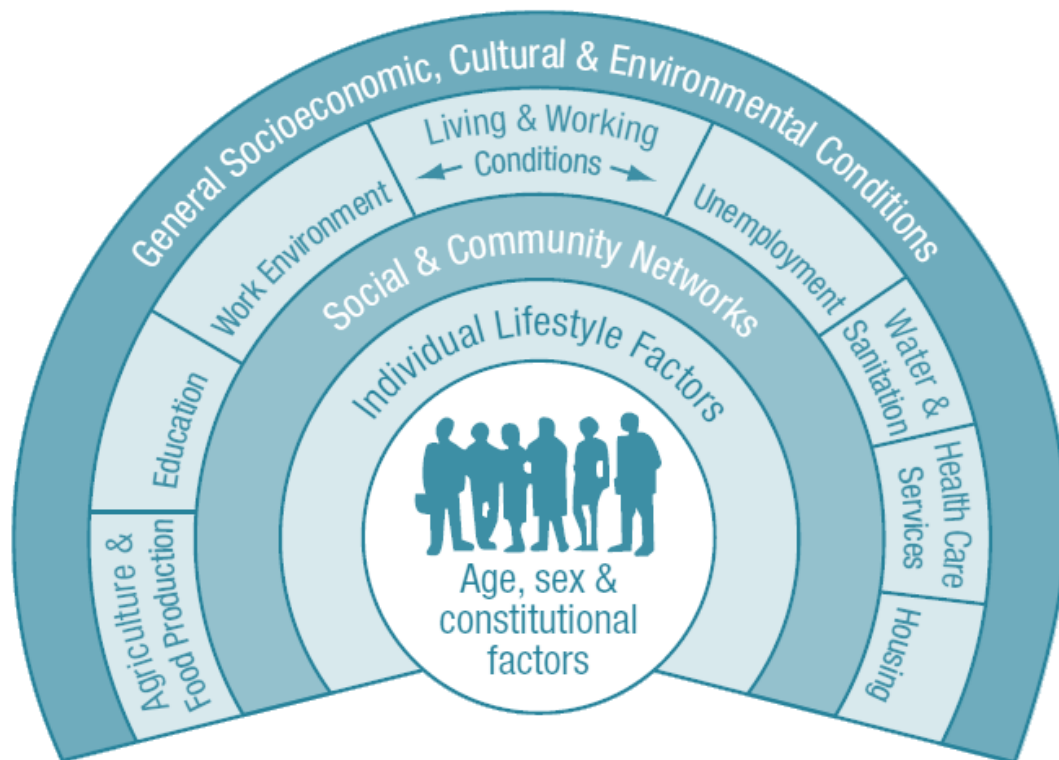 General Socioeconomic, Cultural & Environmental Conditions
Living & Working
Conditions
Agriculture &
Food Production
Education
Work Environment
Unemployment
Water &
Sanitation
Health Care
Services
Housing
Social & Community Networks
Individual Lifestyle Factors
Age, sex &
constitutional
factors